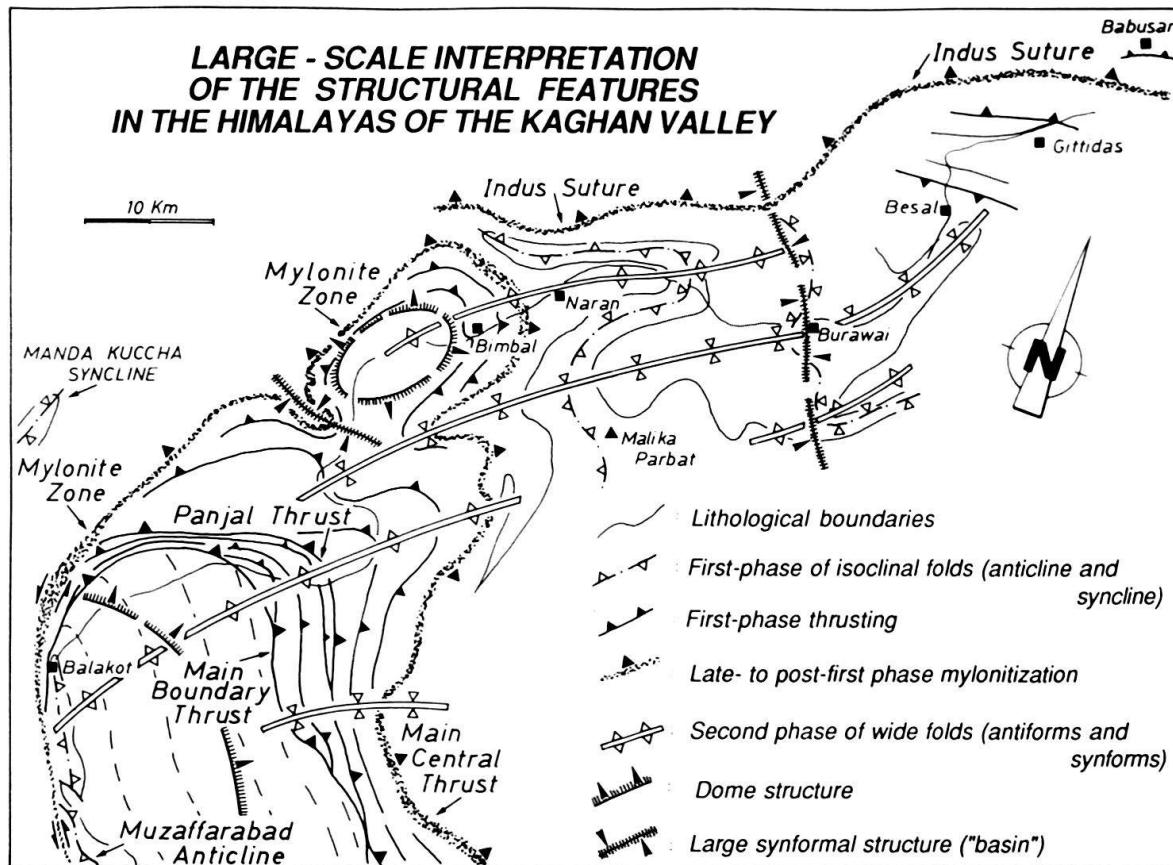 LARGE - SCALE INTERPRETATION
OF THE STRUCTURAL FEATURES
IN THE HIMALAYAS OF THE KAGHAN VALLEY
Babusar
Indus Suture
Gittidas
10 Km
Indus Suture
Besal
Mylonite
Zone
Naran
Bimbal
Burawai
N
MANDA KUCCHA
SYNCLINE
Malika
Parbat
Mylonite
Zone
Panjal Thrust
Lithological boundaries
First-phase of isoclinal folds (anticline and
syncline)
First-phase thrusting
Balakot
Main
Boundary
Thrust
Late- to post-first phase mylonitization
Main
Central
Thrust
Second phase of wide folds (antiforms and
synforms)
Dome structure
Muzaffarabad
Anticline
Large synformal structure ("basin")